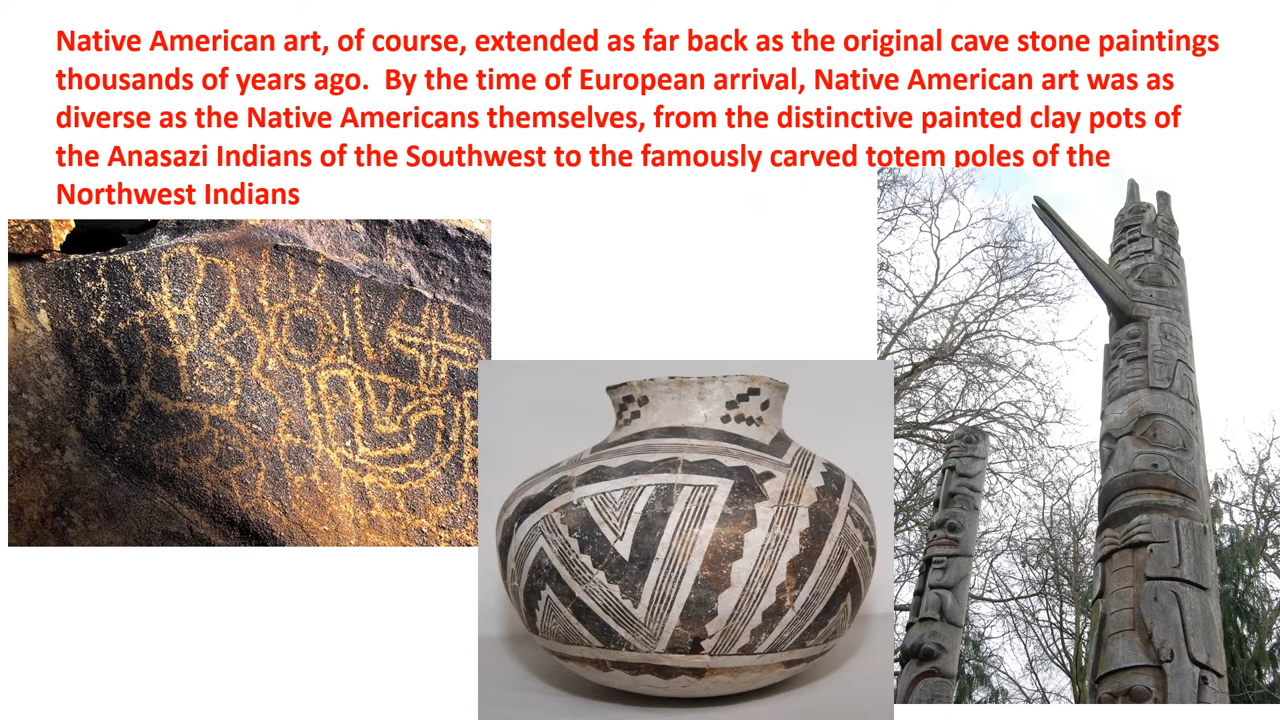 Native American art, of course, extended as far back as the original cave stone paintings
thousands of years ago.  By the time of European arrival, Native American art was as
diverse as the Native Americans themselves, from the distinctive painted clay pots of
the Anasazi Indians of the Southwest to the famously carved totem poles of the
Northwest Indians